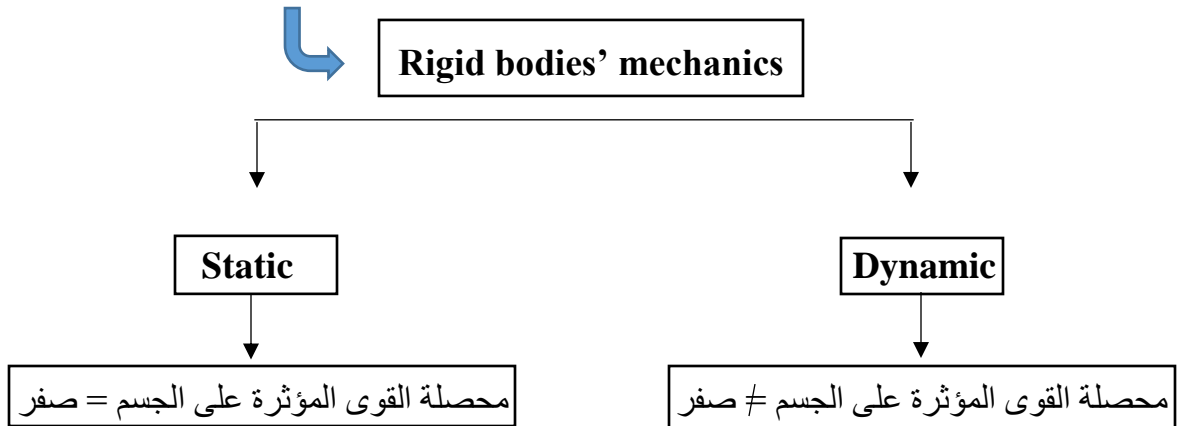 Rigid bodies’ mechanics
Static
Dynamic
محصلة القوى المؤثرة على الجسم = صفر
محصلة القوى المؤثرة على الجسم ≠ صفر